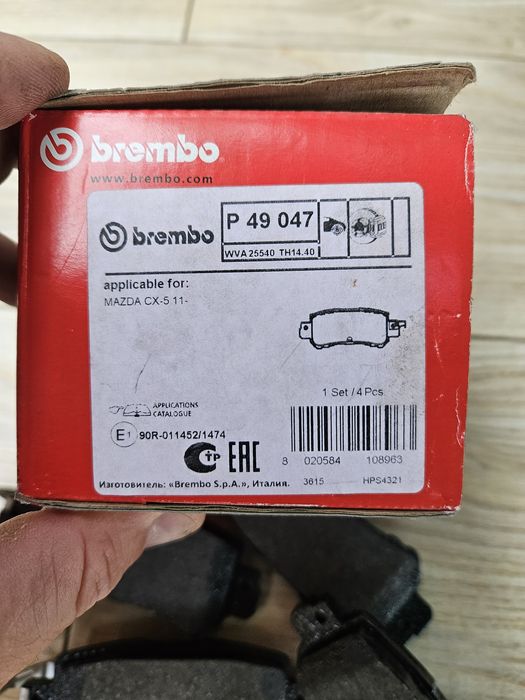 brembo
www.brembo.com
brembo
P 49 047
WVA 25540 TH14.40
applicable for:
MAZDA CX-5 11-
1 Set / 4 Pcs.
APPLICATIONS
CATALOGUE
E1 90R-011452/1474
EAC
8 020584 108963
Изготовитель: «Brembo S.p.A.», Италия.
3615 HPS4321